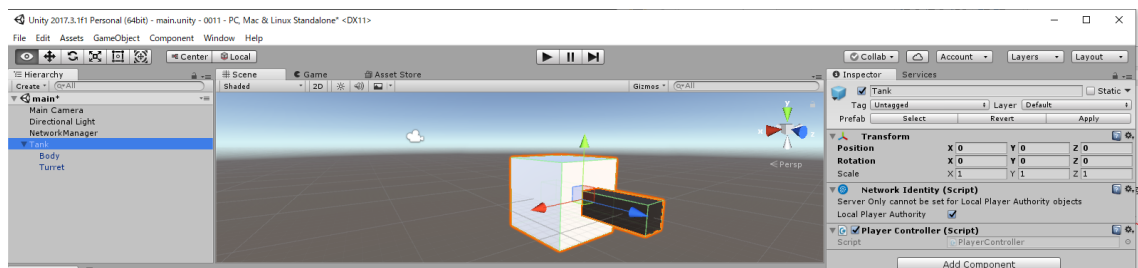 Unity 2017.3.1f1 Personal (64bit) - main.unity - 0011 - PC, Mac & Linux Standalone* <DX11>
File Edit Assets GameObject Component Window Help
Center Local Collab Account Layers Layout
Hierarchy
Create All
main*
Main Camera
Directional Light
NetworkManager
Tank
Body
Turret
Scene Game Asset Store
Shaded 2D Gizmos All
y
x z
Persp
Inspector Services
Tank Static
Tag Untagged Layer Default
Prefab Select Revert Apply
Transform
Position X 0 Y 0 Z 0
Rotation X 0 Y 0 Z 0
Scale X 1 Y 1 Z 1
Network Identity (Script)
Server Only cannot be set for Local Player Authority objects
Local Player Authority
Player Controller (Script)
Script PlayerController
Add Component